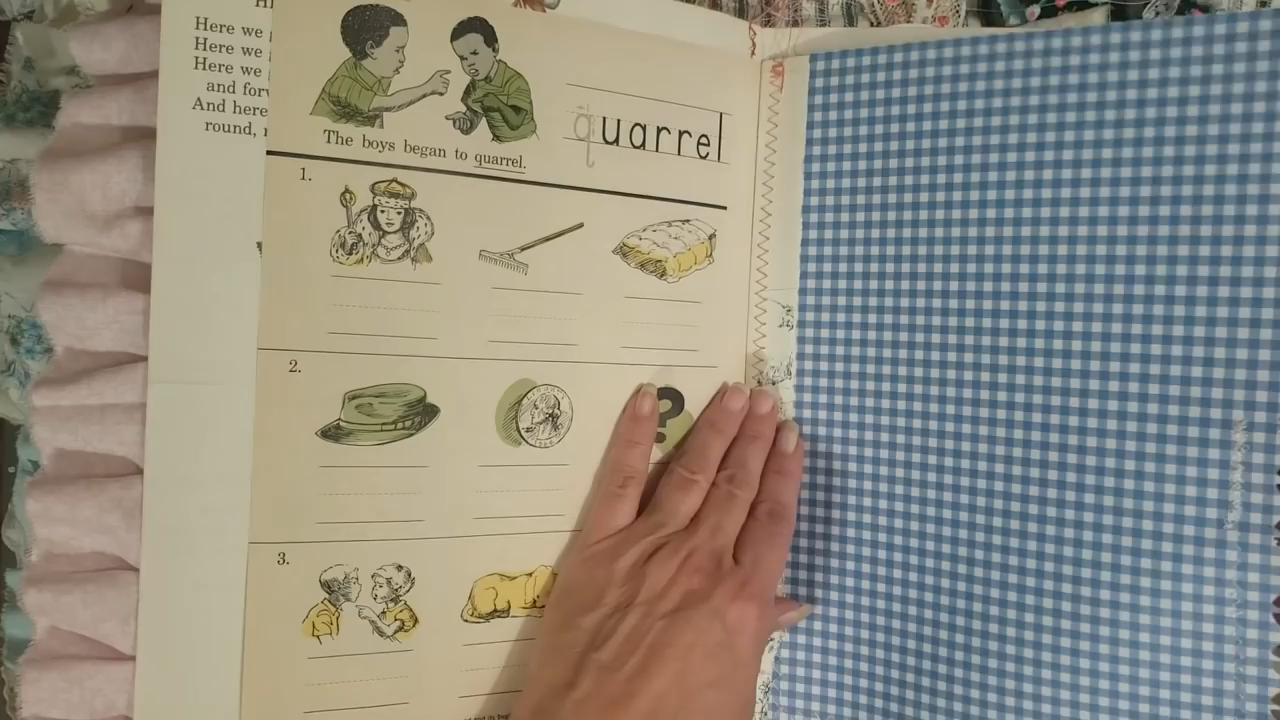 Here we
Here we
Here we
and forw
And here
round,
The boys began to quarrel.
quarrel
1.
2.
?
3.